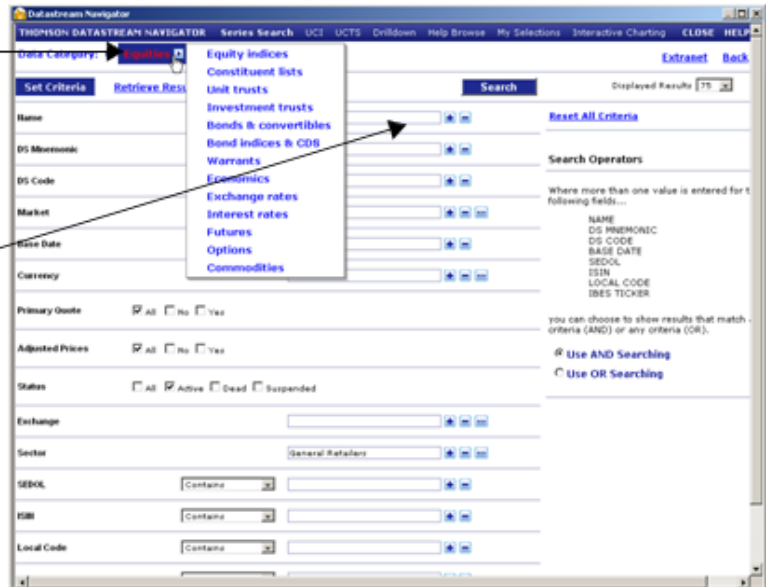 Datastream Navigator
THOMSON DATASTREAM NAVIGATOR Series Search UCI UCTS Drilldown Help Browse My Selections Interactive Charting CLOSE HELP
Data Category: Equities
Extranet Back
Equity indices
Constituent lists
Unit trusts
Investment trusts
Bonds & convertibles
Bond indices & CDS
Warrants
Economics
Exchange rates
Interest rates
Futures
Options
Commodities
Set Criteria Retrieve Resu Search Displayed Results 75
Name
DS Mnemonic
DS Code
Market
Base Date
Currency
Primary Quote All No Yes
Adjusted Prices All No Yes
Status All Active Dead Suspended
Exchange
Sector General Retailers
SEDOL Contains
ISIN Contains
Local Code Contains
Reset All Criteria
Search Operators
Where more than one value is entered for t
following fields...
NAME
DS MNEMONIC
DS CODE
BASE DATE
SEDOL
ISIN
LOCAL CODE
IBES TICKER
you can choose to show results that match
criteria (AND) or any criteria (OR).
Use AND Searching
Use OR Searching